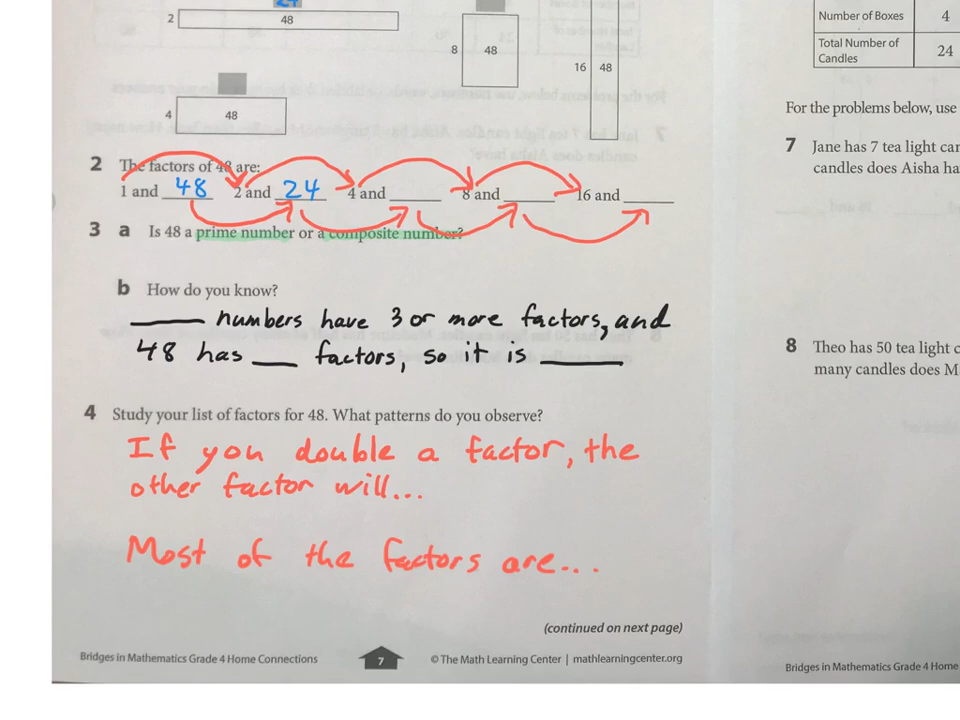 24
2 48
8 48
16 48
4 48
Number of Boxes 4
Total Number of
Candles 24
2 The factors of 48 are:
1 and 48 2 and 24 4 and ____ 8 and ____ 16 and ____
3 a Is 48 a prime number or a composite number?
b How do you know?
____ numbers have 3 or more factors, and
48 has __ factors, so it is ____
4 Study your list of factors for 48. What patterns do you observe?
If you double a factor, the
other factor will...
Most of the factors are...
(continued on next page)
Bridges in Mathematics Grade 4 Home Connections 7 © The Math Learning Center | mathlearningcenter.org
For the problems below, use
7 Jane has 7 tea light
candles does Aisha
8 Theo has 50 tea light
many candles does
Bridges in Mathematics Grade 4 Home